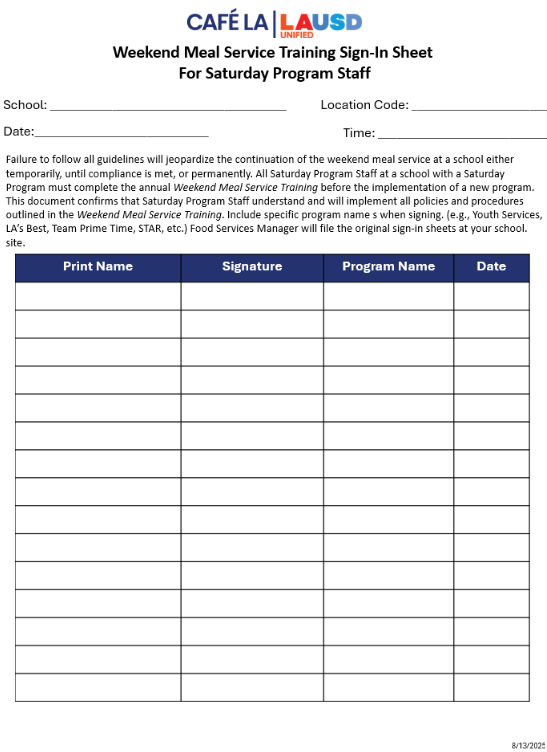 CAFÉ LA LAUSD
UNIFIED
Weekend Meal Service Training Sign-In Sheet
For Saturday Program Staff
School: ___________________________________ Location Code: ____________________
Date:__________________________ Time: _________________________
Failure to follow all guidelines will jeopardize the continuation of the weekend meal service at a school either
temporarily, until compliance is met, or permanently. All Saturday Program Staff at a school with a Saturday
Program must complete the annual Weekend Meal Service Training before the implementation of a new program.
This document confirms that Saturday Program Staff understand and will implement all policies and procedures
outlined in the Weekend Meal Service Training. Include specific program name s when signing. (e.g., Youth Services,
LA's Best, Team Prime Time, STAR, etc.) Food Services Manager will file the original sign-in sheets at your school.
site.
Print Name Signature Program Name Date
8/13/2025